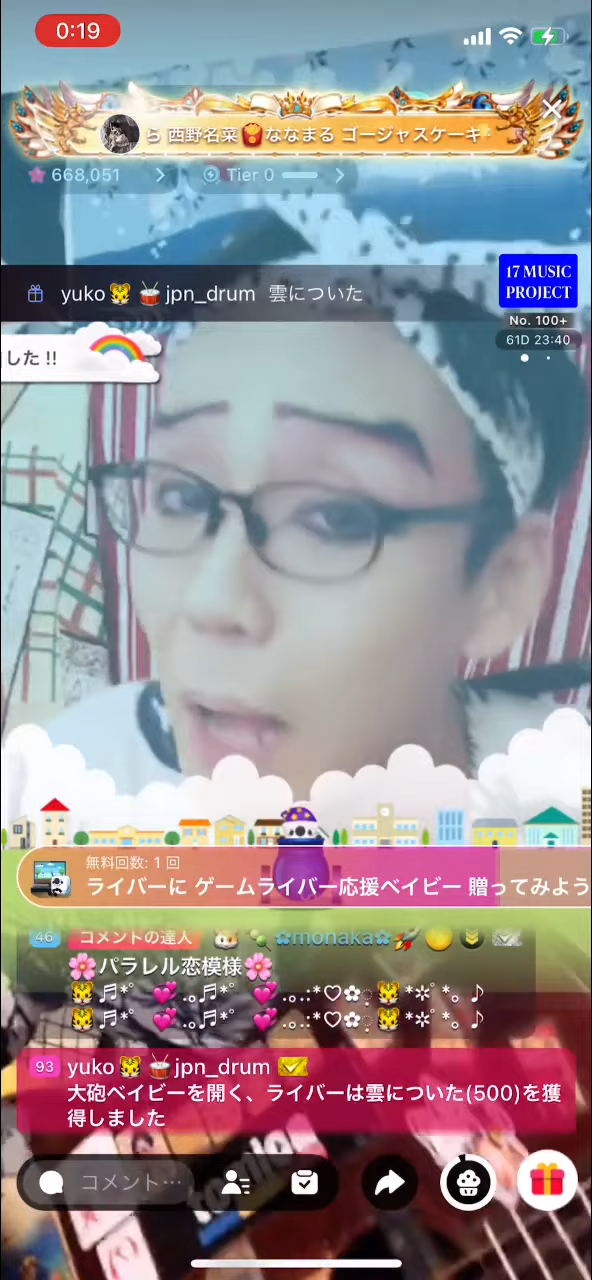 0:19
ら 西野名菜🍟ななまる ゴージャスケーキ
668,051
Tier 0
17 MUSIC
PROJECT
yuko🐯🥁jpn_drum 雲についた
No. 100+
61D 23:40
した !!
無料回数: 1 回
ライバーに ゲームライバー応援ベイビー 贈ってみよう
46 コメントの達人 🐹🍡✿monaka✿🚀
🌸パラレル恋模様🌸
🐯♬*ﾟ 💕.｡♬*ﾟ 💕.｡.:*♡✿ 🐯*✲ﾟ*｡♪
🐯♬*ﾟ 💕.｡♬*ﾟ 💕.｡.:*♡✿ 🐯*✲ﾟ*｡♪
93 yuko🐯🥁jpn_drum
大砲ベイビーを開く、ライバーは雲についた(500)を獲
得しました
コメント…